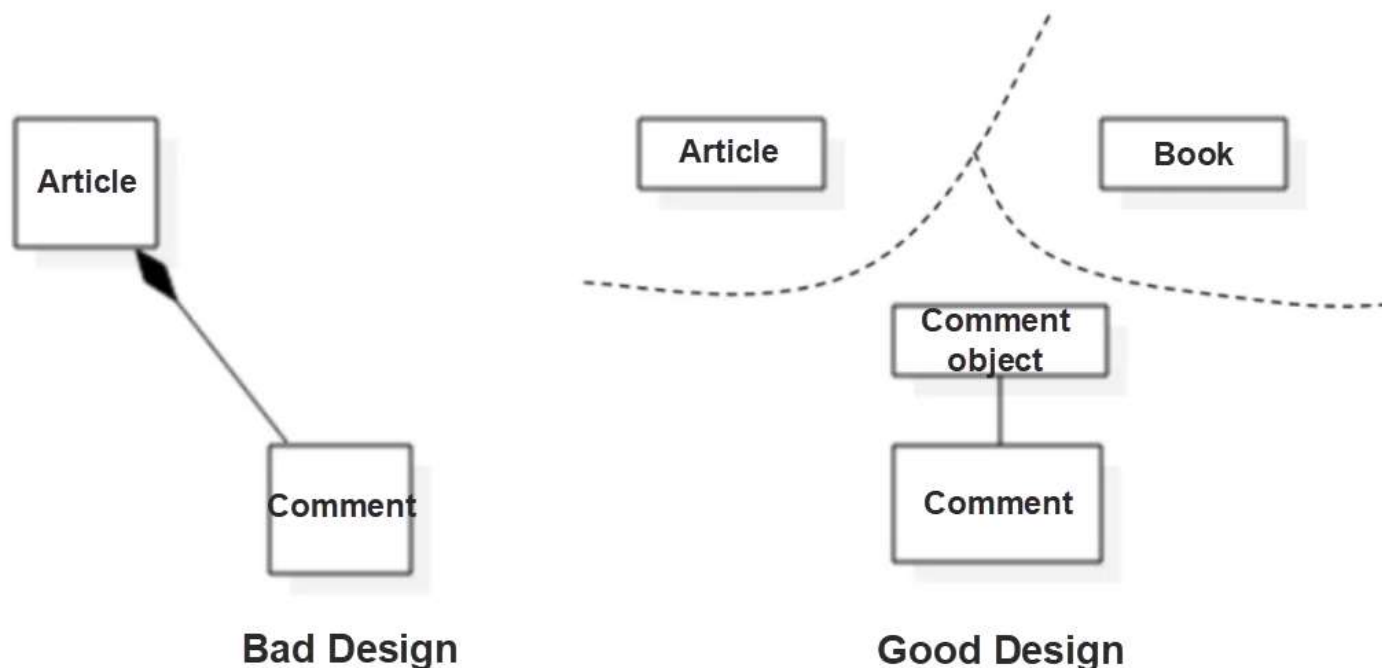 Article
Comment
Bad Design
Article
Book
Comment
object
Comment
Good Design